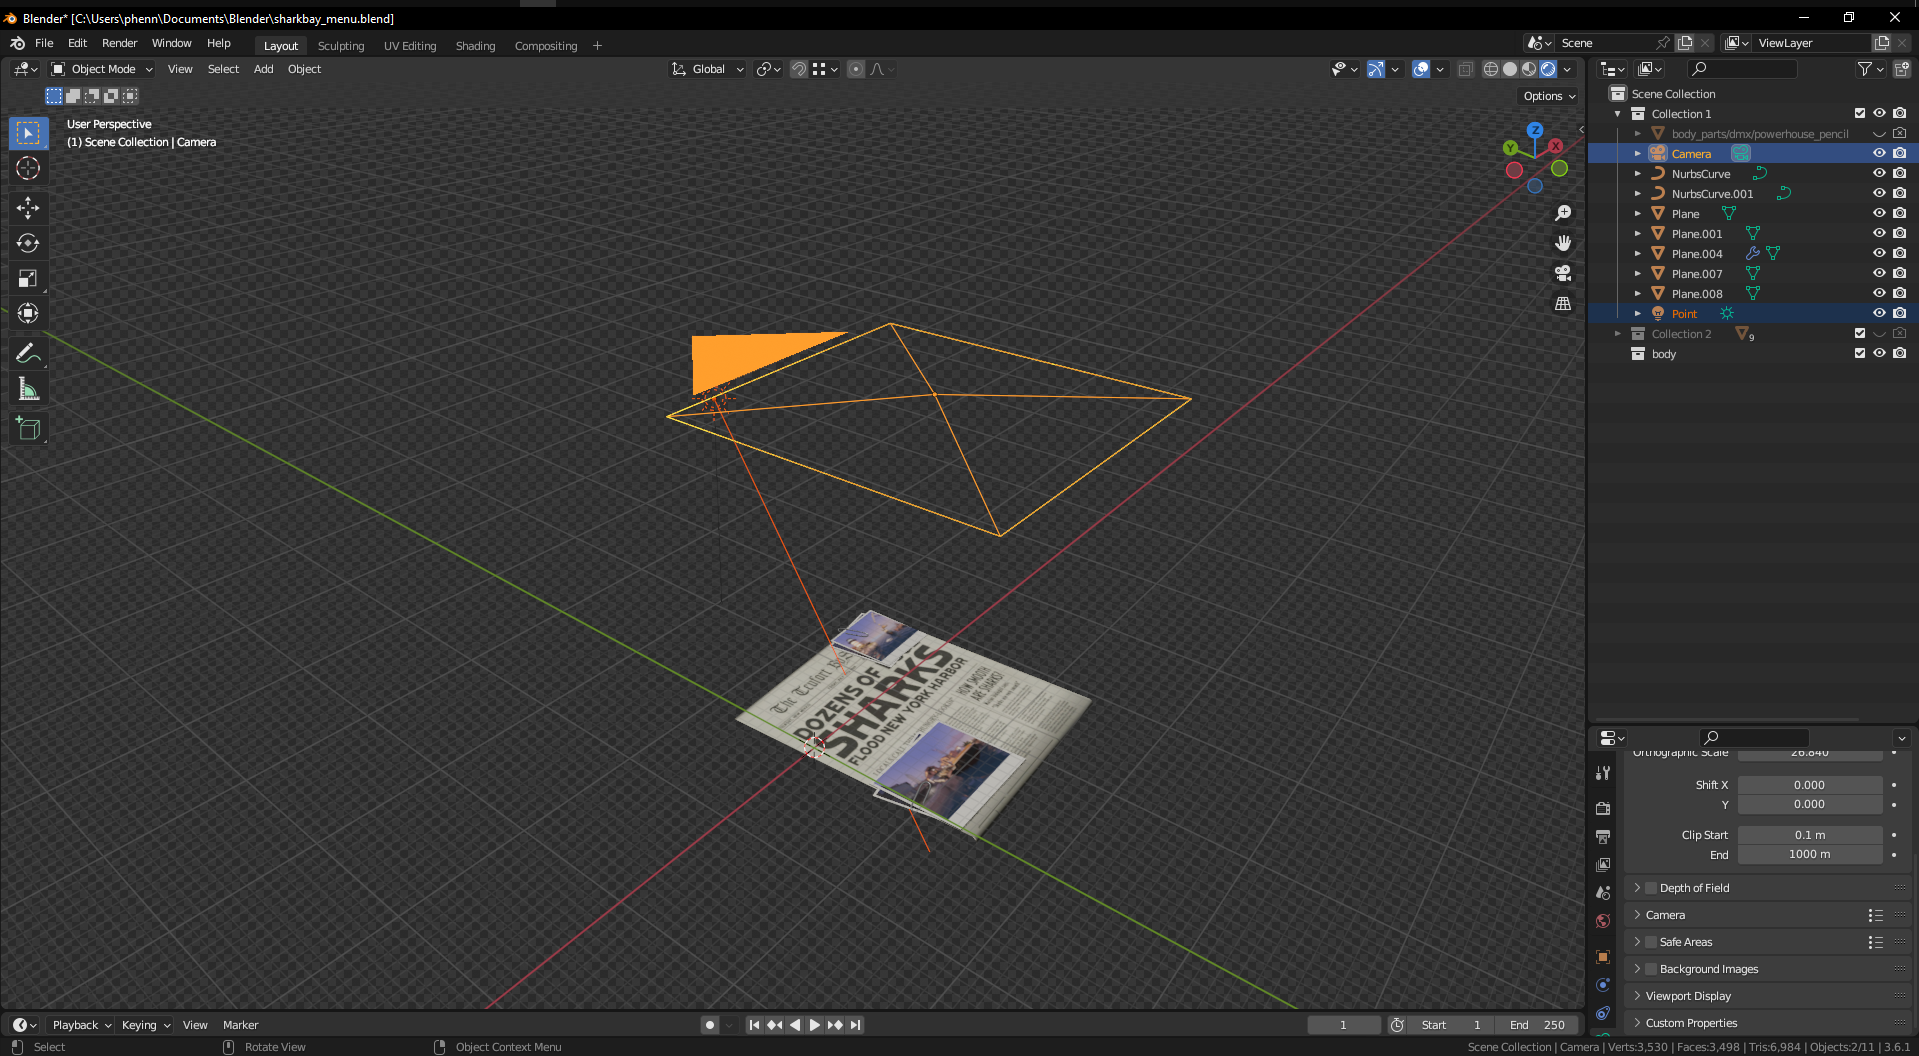 Blender* [C:\Users\phenn\Documents\Blender\sharkbay_menu.blend]
File Edit Render Window Help Layout Sculpting UV Editing Shading Compositing + Scene ViewLayer
Object Mode View Select Add Object Global
Options
User Perspective
(1) Scene Collection | Camera
Z
Y
X
The Teufort
DOZENS OF
SHARKS
FLOOD NEW YORK HARBOR
HOW SMOOTH
ARE SHARKS?
Scene Collection
Collection 1
body_parts/dmx/powerhouse_pencil
Camera
NurbsCurve
NurbsCurve.001
Plane
Plane.001
Plane.004
Plane.007
Plane.008
Point
Collection 2 9
body
Orthographic Scale 26.840
Shift X 0.000
Y 0.000
Clip Start 0.1 m
End 1000 m
Depth of Field
Camera
Safe Areas
Background Images
Viewport Display
Custom Properties
Playback Keying View Marker 1 Start 1 End 250
Select Rotate View Object Context Menu Scene Collection | Camera | Verts:3,530 | Faces:3,498 | Tris:6,984 | Objects:2/11 | 3.6.1